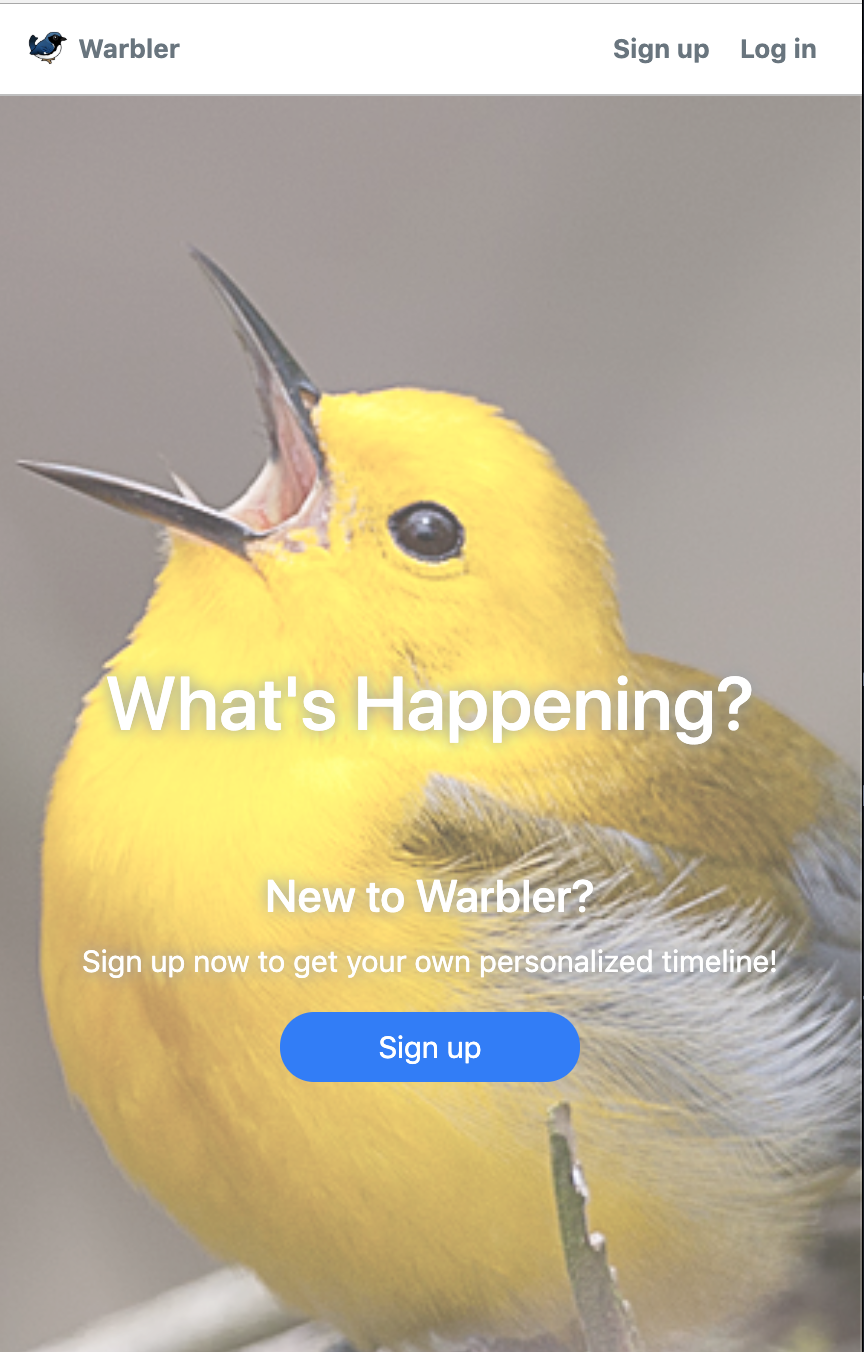 Warbler
Sign up
Log in
What's Happening?
New to Warbler?
Sign up now to get your own personalized timeline!
Sign up